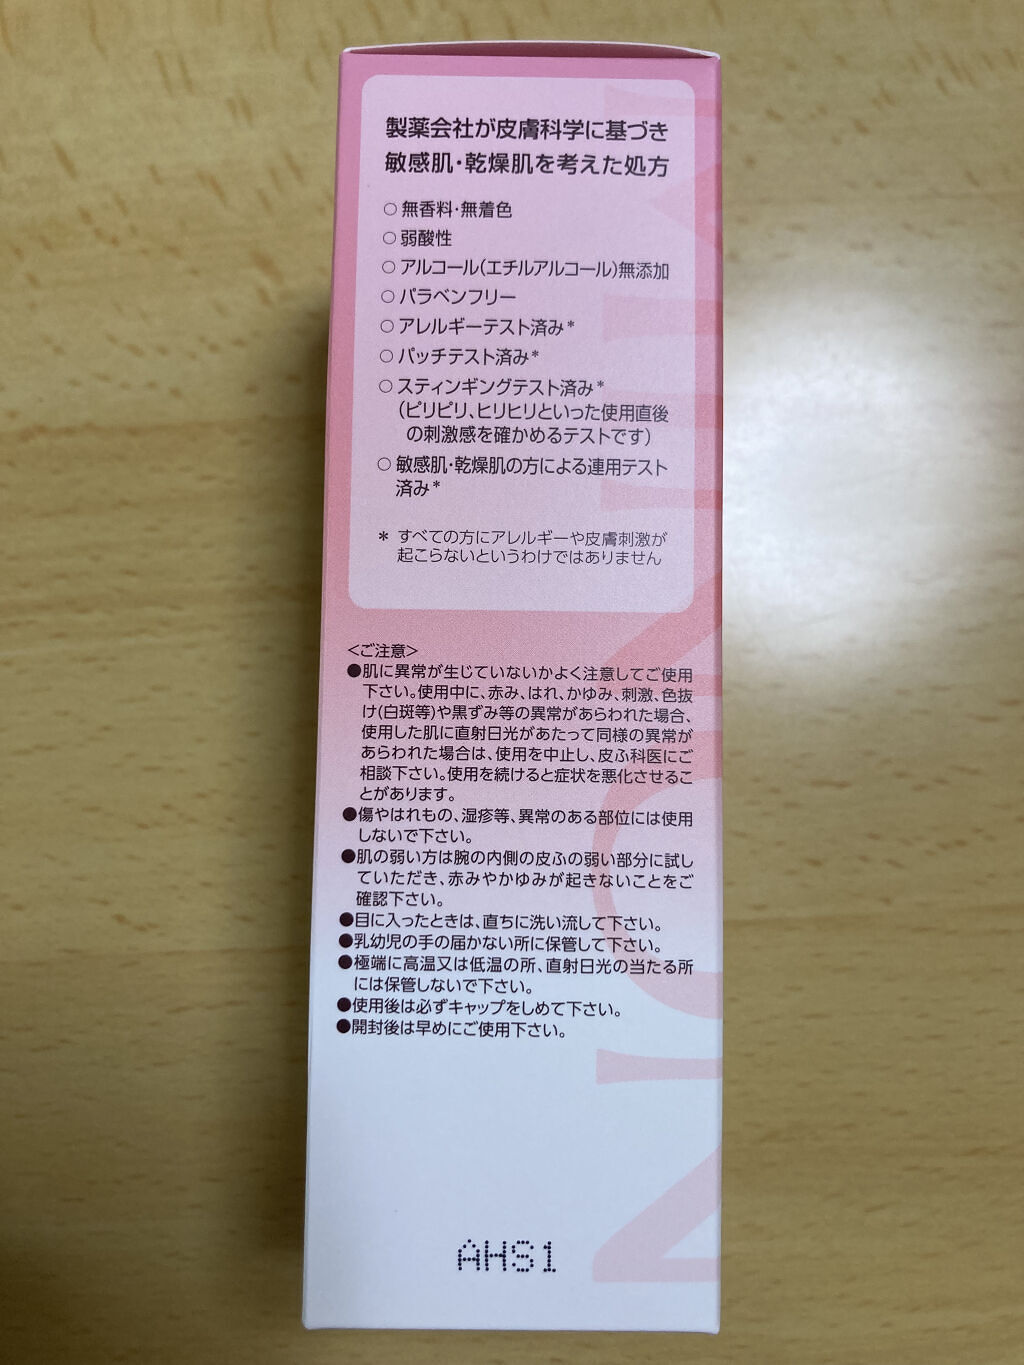 製薬会社が皮膚科学に基づき
敏感肌・乾燥肌を考えた処方
○ 無香料・無着色
○ 弱酸性
○ アルコール(エチルアルコール)無添加
○ パラベンフリー
○ アレルギーテスト済み*
○ パッチテスト済み*
○ スティンギングテスト済み*
(ピリピリ、ヒリヒリといった使用直後
の刺激感を確かめるテストです)
○ 敏感肌・乾燥肌の方による連用テスト
済み*
* すべての方にアレルギーや皮膚刺激が
起こらないというわけではありません
<ご注意>
●肌に異常が生じていないかよく注意してご使用
下さい。使用中に、赤み、はれ、かゆみ、刺激、色抜
け(白斑等)や黒ずみ等の異常があらわれた場合、
使用した肌に直射日光があたって同様の異常が
あらわれた場合は、使用を中止し、皮ふ科医にご
相談下さい。使用を続けると症状を悪化させるこ
とがあります。
●傷やはれもの、湿疹等、異常のある部位には使用
しないで下さい。
●肌の弱い方は腕の内側の皮ふの弱い部分に試し
ていただき、赤みやかゆみが起きないことをご
確認下さい。
●目に入ったときは、直ちに洗い流して下さい。
●乳幼児の手の届かない所に保管して下さい。
●極端に高温又は低温の所、直射日光の当たる所
には保管しないで下さい。
●使用後は必ずキャップをしめて下さい。
●開封後は早めにご使用下さい。
AHS1